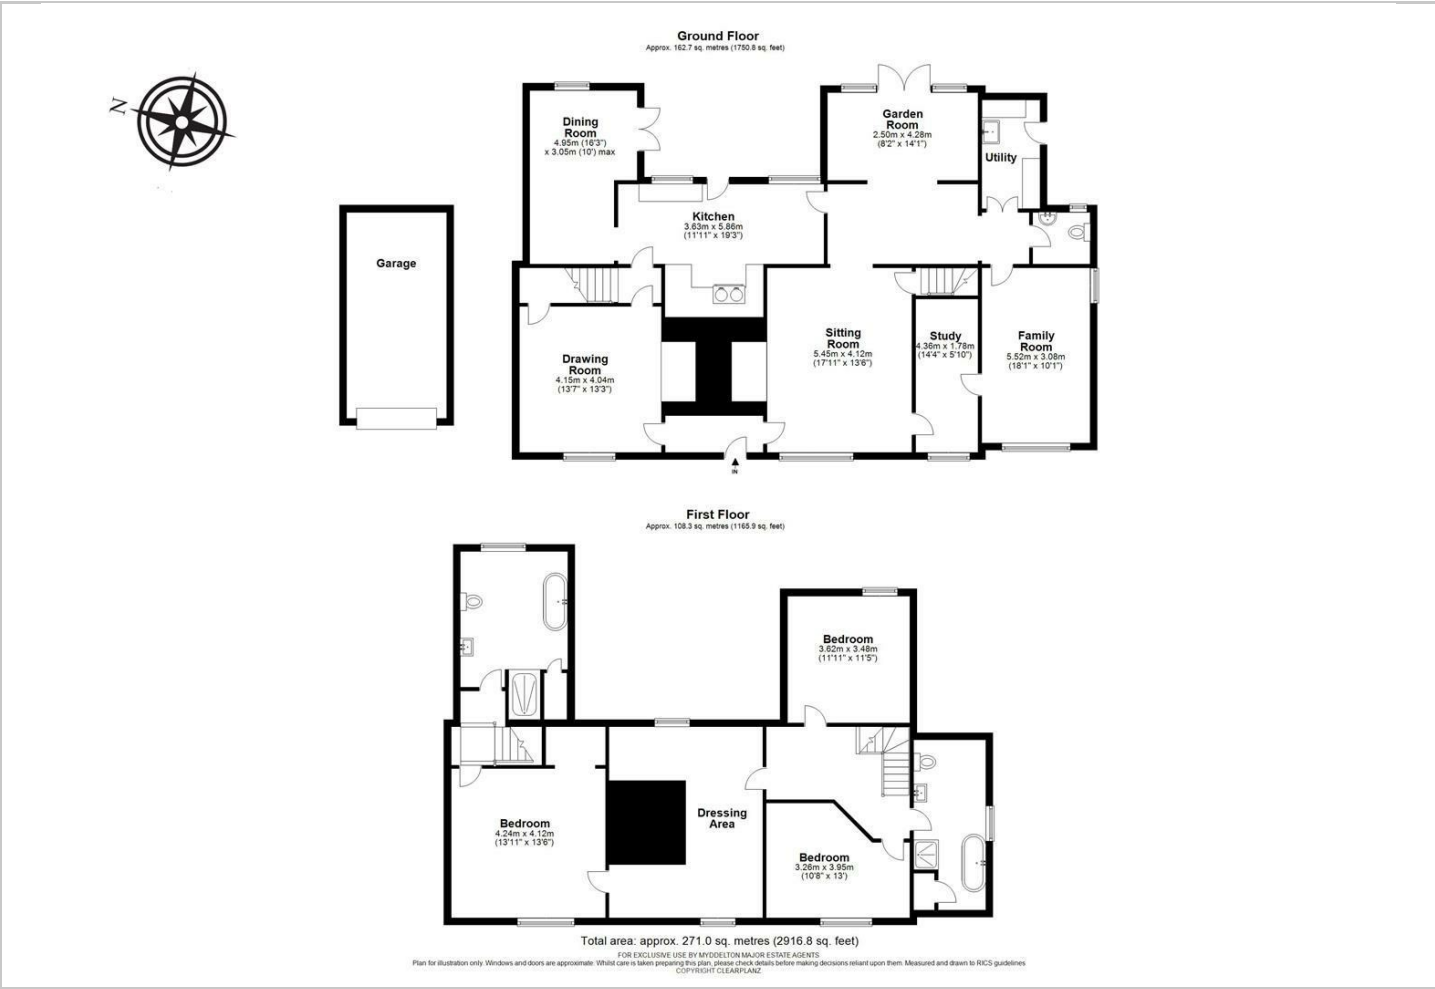 Ground Floor
Approx. 162.7 sq. metres (1750.8 sq. feet)
N
Dining
Room
4.95m (16'3")
x 3.05m (10') max
Garden
Room
2.50m x 4.28m
(8'2" x 14'1")
Utility
Kitchen
3.63m x 5.86m
(11'11" x 19'3")
Garage
Drawing
Room
4.15m x 4.04m
(13'7" x 13'3")
Sitting
Room
5.45m x 4.12m
(17'11" x 13'6")
Study
4.36m x 1.78m
(14'4" x 5'10")
Family
Room
5.52m x 3.08m
(18'1" x 10'1")
IN
First Floor
Approx. 108.3 sq. metres (1165.9 sq. feet)
Bedroom
3.62m x 3.48m
(11'11" x 11'5")
Bedroom
4.24m x 4.12m
(13'11" x 13'6")
Dressing
Area
Bedroom
3.26m x 3.95m
(10'8" x 13')
Total area: approx. 271.0 sq. metres (2916.8 sq. feet)
FOR EXCLUSIVE USE BY MYDDELTON MAJOR ESTATE AGENTS
Plan for illustration only. Windows and doors are approximate. Whilst care is taken preparing this plan, please check details before making decisions reliant upon them. Measured and drawn to RICS guidelines
COPYRIGHT CLEARPLANZ